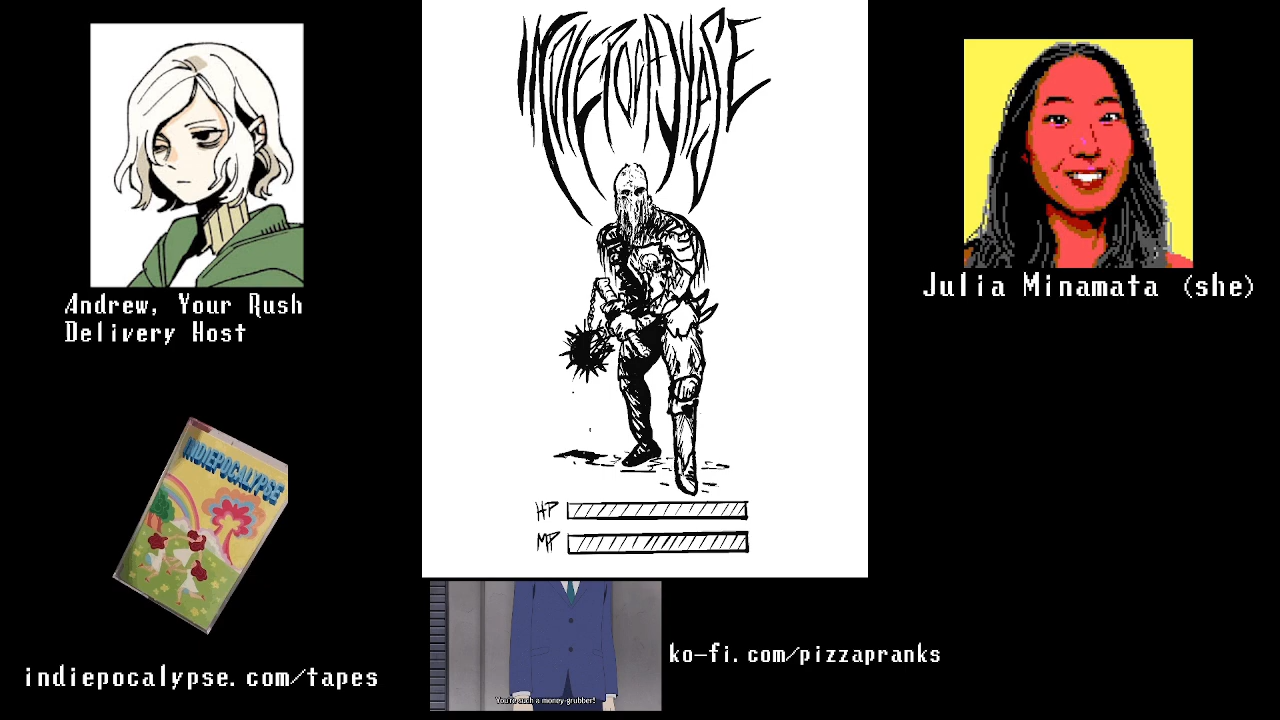 INDIEPOCALYPSE
Andrew, Your Rush
Delivery Host
Julia Minamata (she)
INDIEPOCALYPSE
HP
MP
indiepocalypse.com/tapes
You're such a money-grubber!
ko-fi.com/pizzapranks